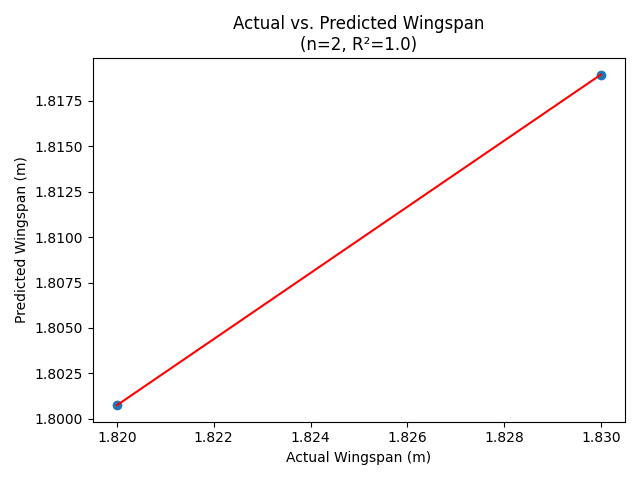 Actual vs. Predicted Wingspan
(n=2, R²=1.0)
1.8175
1.8150
1.8125
1.8100
1.8075
1.8050
1.8025
1.8000
Predicted Wingspan (m)
1.820 1.822 1.824 1.826 1.828 1.830
Actual Wingspan (m)